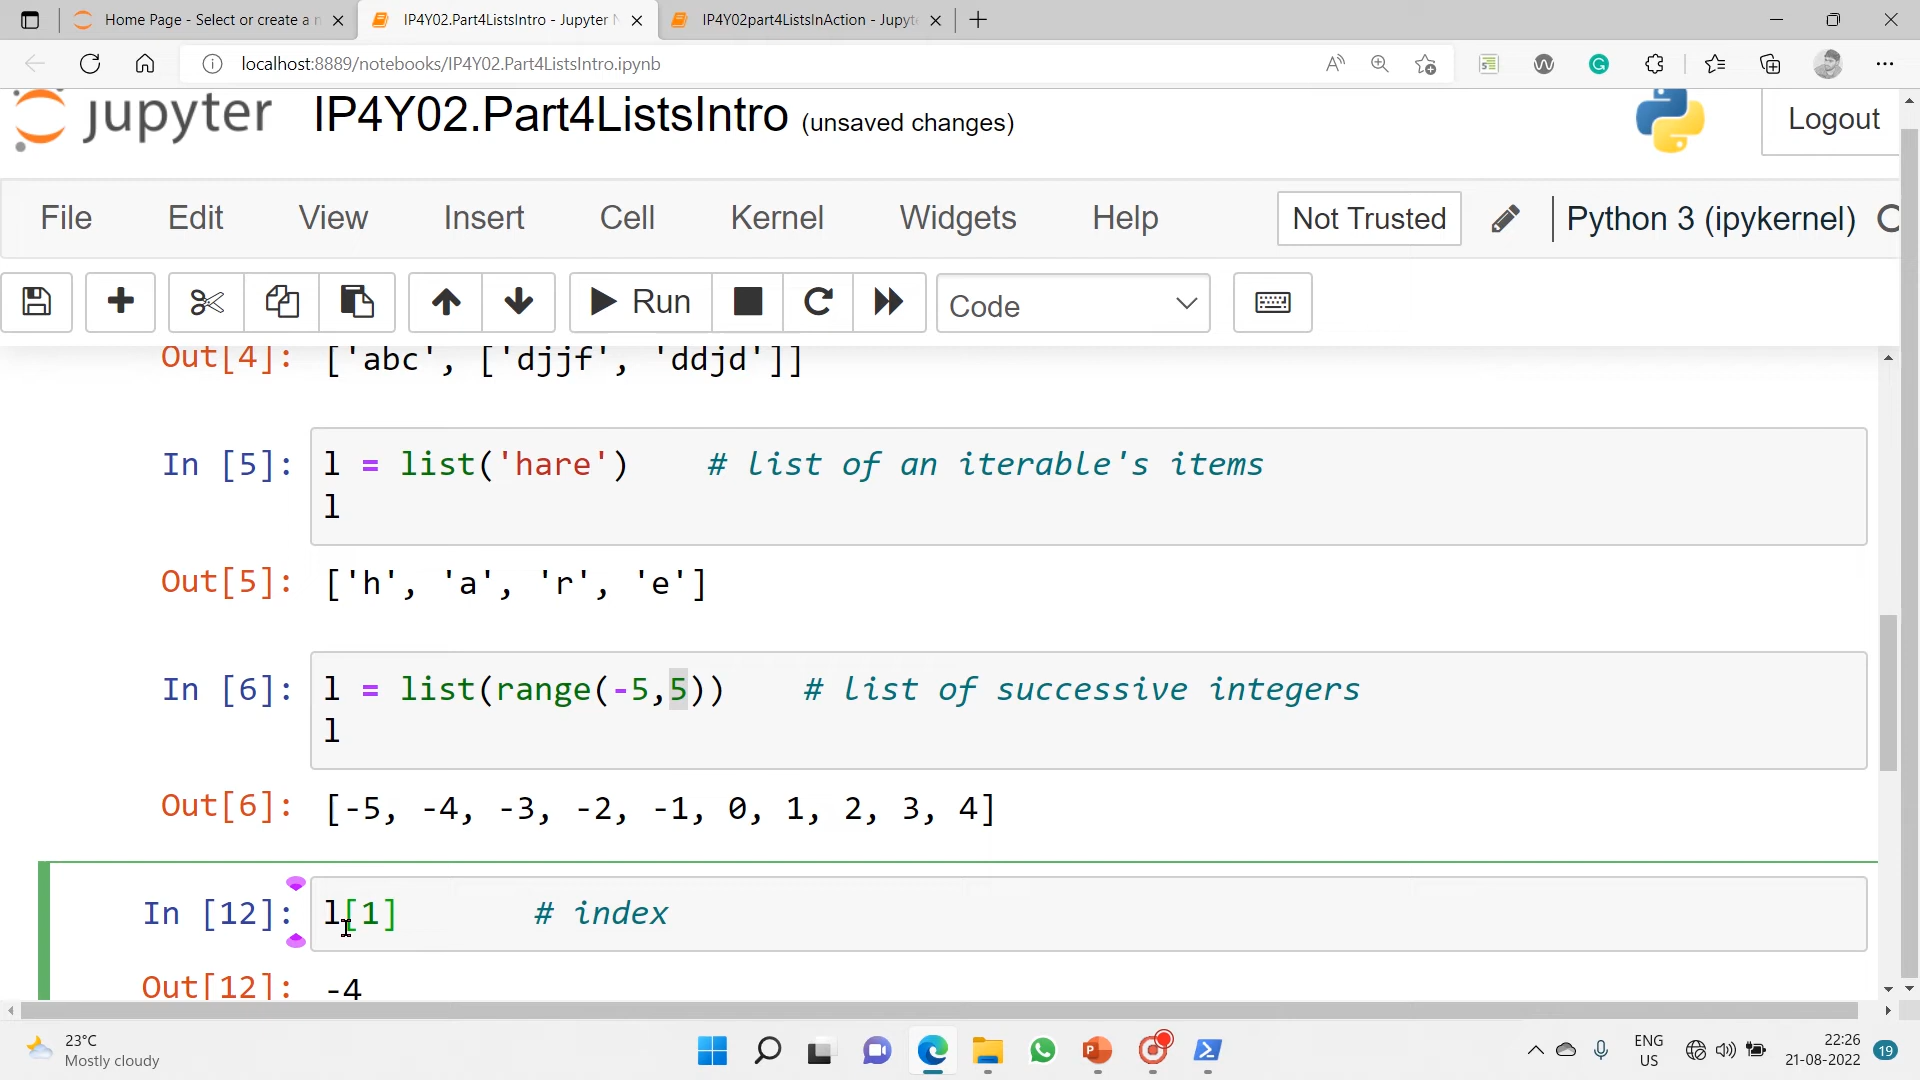 Home Page - Select or create a n
IP4Y02.Part4ListsIntro - Jupyter N
IP4Y02part4ListsInAction - Jupyt
localhost:8889/notebooks/IP4Y02.Part4ListsIntro.ipynb
jupyter IP4Y02.Part4ListsIntro (unsaved changes)
Logout
File Edit View Insert Cell Kernel Widgets Help Not Trusted Python 3 (ipykernel)
Run Code
Out[4]: ['abc', ['djjf', 'ddjd']]
In [5]: l = list('hare') # list of an iterable's items
l
Out[5]: ['h', 'a', 'r', 'e']
In [6]: l = list(range(-5,5)) # list of successive integers
l
Out[6]: [-5, -4, -3, -2, -1, 0, 1, 2, 3, 4]
In [12]: l[1] # index
Out[12]: -4
23°C
Mostly cloudy
ENG
US
22:26
21-08-2022
19